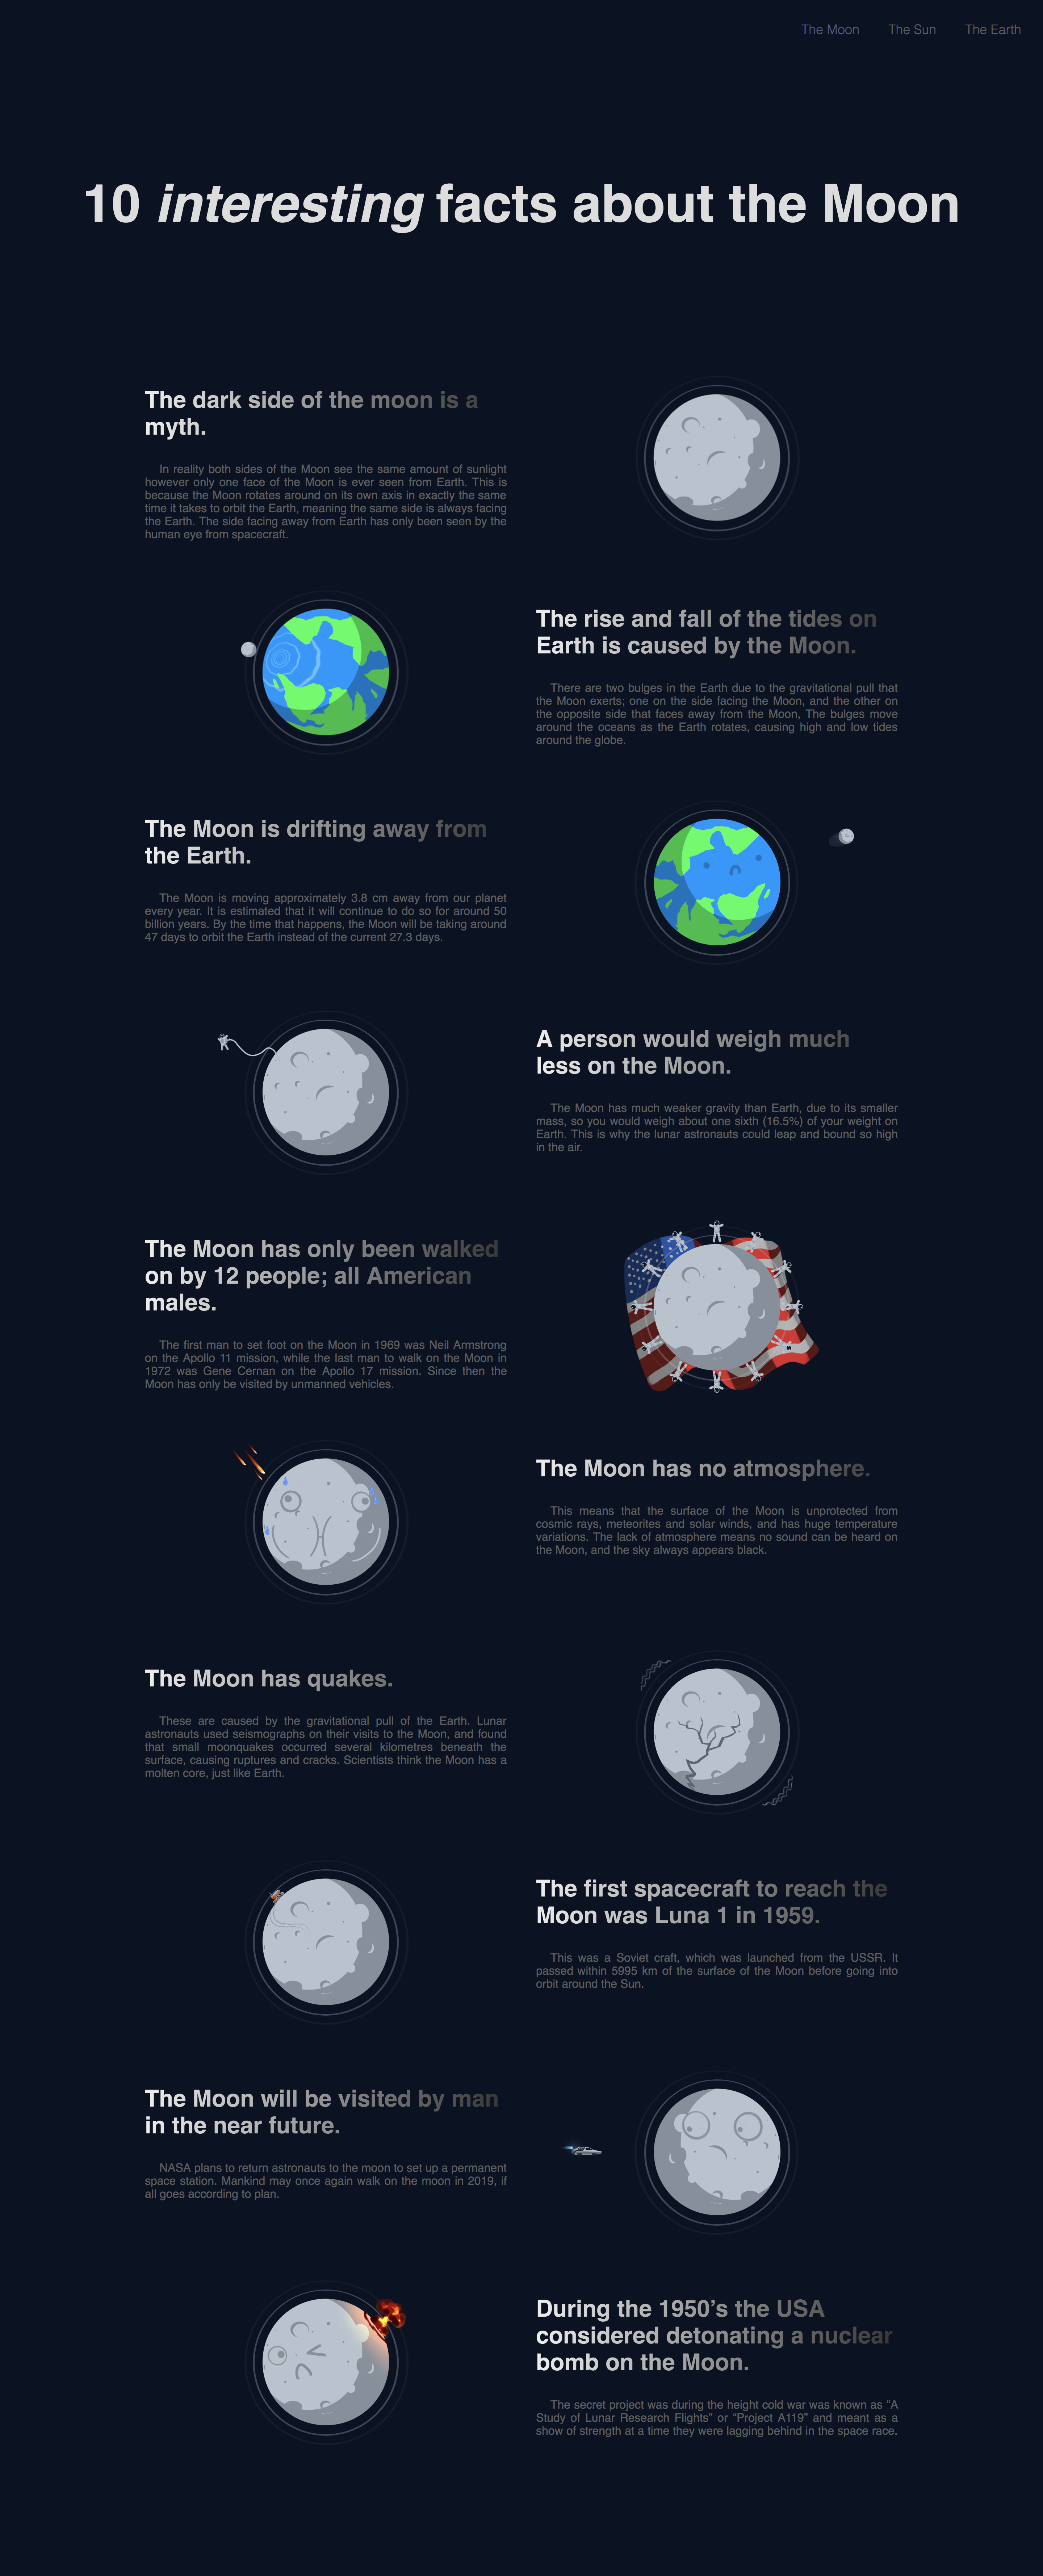 The Moon The Sun The Earth
10 interesting facts about the Moon
The dark side of the moon is a
myth.
In reality both sides of the Moon see the same amount of sunlight
however only one face of the Moon is ever seen from Earth. This is
because the Moon rotates around on its own axis in exactly the same
time it takes to orbit the Earth, meaning the same side is always facing
the Earth. The side facing away from Earth has only been seen by the
human eye from spacecraft.
The rise and fall of the tides on
Earth is caused by the Moon.
There are two bulges in the Earth due to the gravitational pull that
the Moon exerts; one on the side facing the Moon, and the other on
the opposite side that faces away from the Moon, The bulges move
around the oceans as the Earth rotates, causing high and low tides
around the globe.
The Moon is drifting away from
the Earth.
The Moon is moving approximately 3.8 cm away from our planet
every year. It is estimated that it will continue to do so for around 50
billion years. By the time that happens, the Moon will be taking around
47 days to orbit the Earth instead of the current 27.3 days.
A person would weigh much
less on the Moon.
The Moon has much weaker gravity than Earth, due to its smaller
mass, so you would weigh about one sixth (16.5%) of your weight on
Earth. This is why the lunar astronauts could leap and bound so high
in the air.
The Moon has only been walked
on by 12 people; all American
males.
The first man to set foot on the Moon in 1969 was Neil Armstrong
on the Apollo 11 mission, while the last man to walk on the Moon in
1972 was Gene Cernan on the Apollo 17 mission. Since then the
Moon has only be visited by unmanned vehicles.
The Moon has no atmosphere.
This means that the surface of the Moon is unprotected from
cosmic rays, meteorites and solar winds, and has huge temperature
variations. The lack of atmosphere means no sound can be heard on
the Moon, and the sky always appears black.
The Moon has quakes.
These are caused by the gravitational pull of the Earth. Lunar
astronauts used seismographs on their visits to the Moon, and found
that small moonquakes occurred several kilometres beneath the
surface, causing ruptures and cracks. Scientists think the Moon has a
molten core, just like Earth.
The first spacecraft to reach the
Moon was Luna 1 in 1959.
This was a Soviet craft, which was launched from the USSR. It
passed within 5995 km of the surface of the Moon before going into
orbit around the Sun.
The Moon will be visited by man
in the near future.
NASA plans to return astronauts to the moon to set up a permanent
space station. Mankind may once again walk on the moon in 2019, if
all goes according to plan.
During the 1950’s the USA
considered detonating a nuclear
bomb on the Moon.
The secret project was during the height cold war was known as “A
Study of Lunar Research Flights” or “Project A119” and meant as a
show of strength at a time they were lagging behind in the space race.